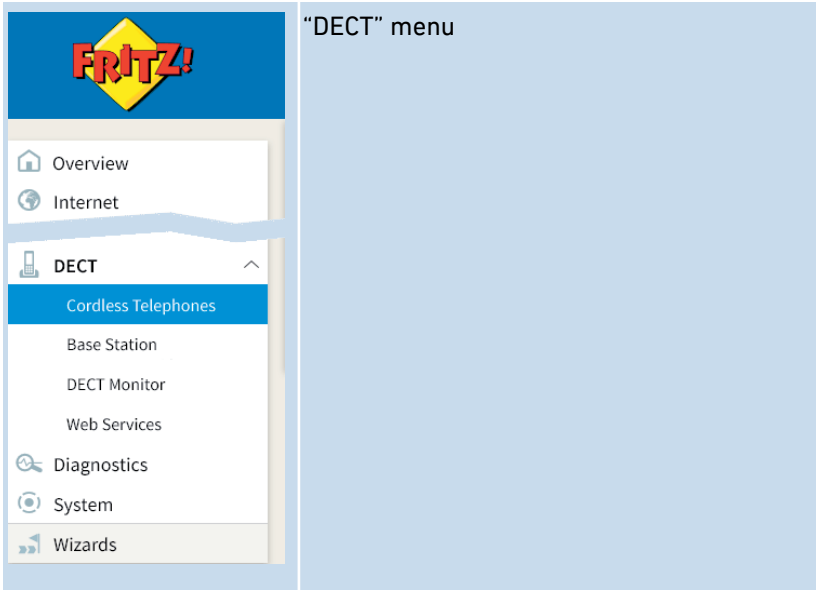 FRITZ!
“DECT” menu
Overview
Internet
DECT
Cordless Telephones
Base Station
DECT Monitor
Web Services
Diagnostics
System
Wizards